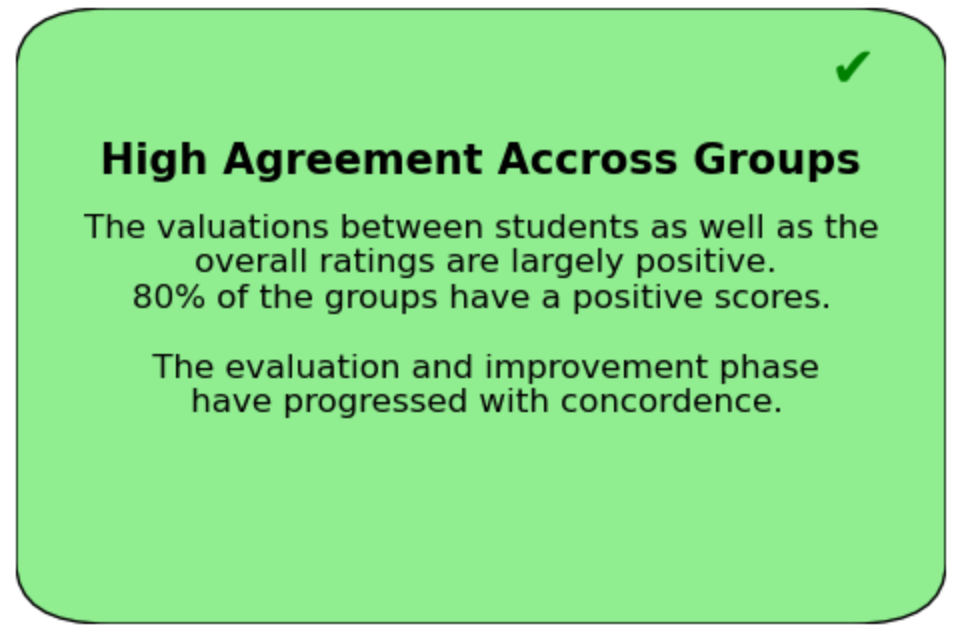 ✔
High Agreement Accross Groups
The valuations between students as well as the
overall ratings are largely positive.
80% of the groups have a positive scores.
The evaluation and improvement phase
have progressed with concordence.